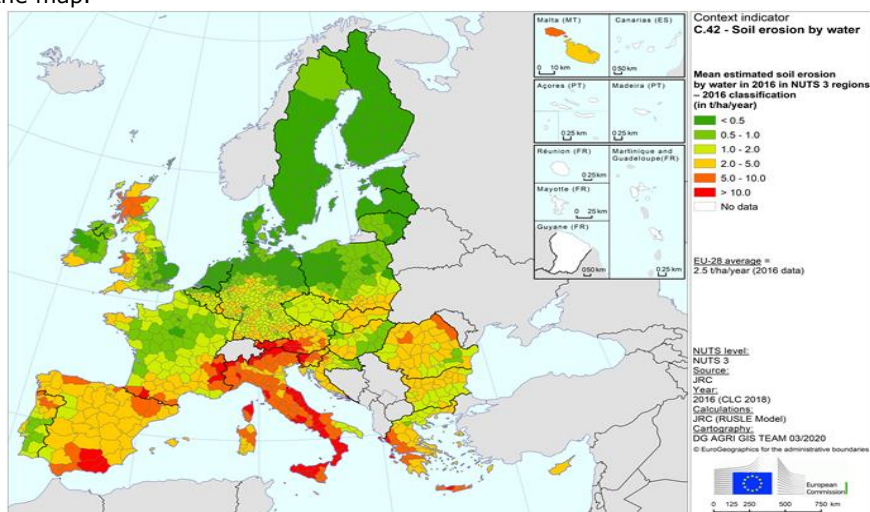 the map.
Malta (MT)
0 10 km
Canarias (ES)
0 50 km
Açores (PT)
0 25 km
Madeira (PT)
0 25 km
Réunion (FR)
0 25 km
Martinique and
Guadeloupe(FR)
Mayotte (FR)
0 25 km
Guyane (FR)
0 50 km
0 25 km
Context indicator
C.42 - Soil erosion by water
Mean estimated soil erosion
by water in 2016 in NUTS 3 regions
– 2016 classification
(in t/ha/year)
< 0.5
0.5 - 1.0
1.0 - 2.0
2.0 - 5.0
5.0 - 10.0
> 10.0
No data
EU-28 average =
2.5 t/ha/year (2016 data)
NUTS level:
NUTS 3
Source:
JRC
Year:
2016 (CLC 2018)
Calculations:
JRC (RUSLE Model)
Cartography:
DG AGRI GIS TEAM 03/2020
© EuroGeographics for the administrative boundaries
European
Commission
0 125 250 500 750 km